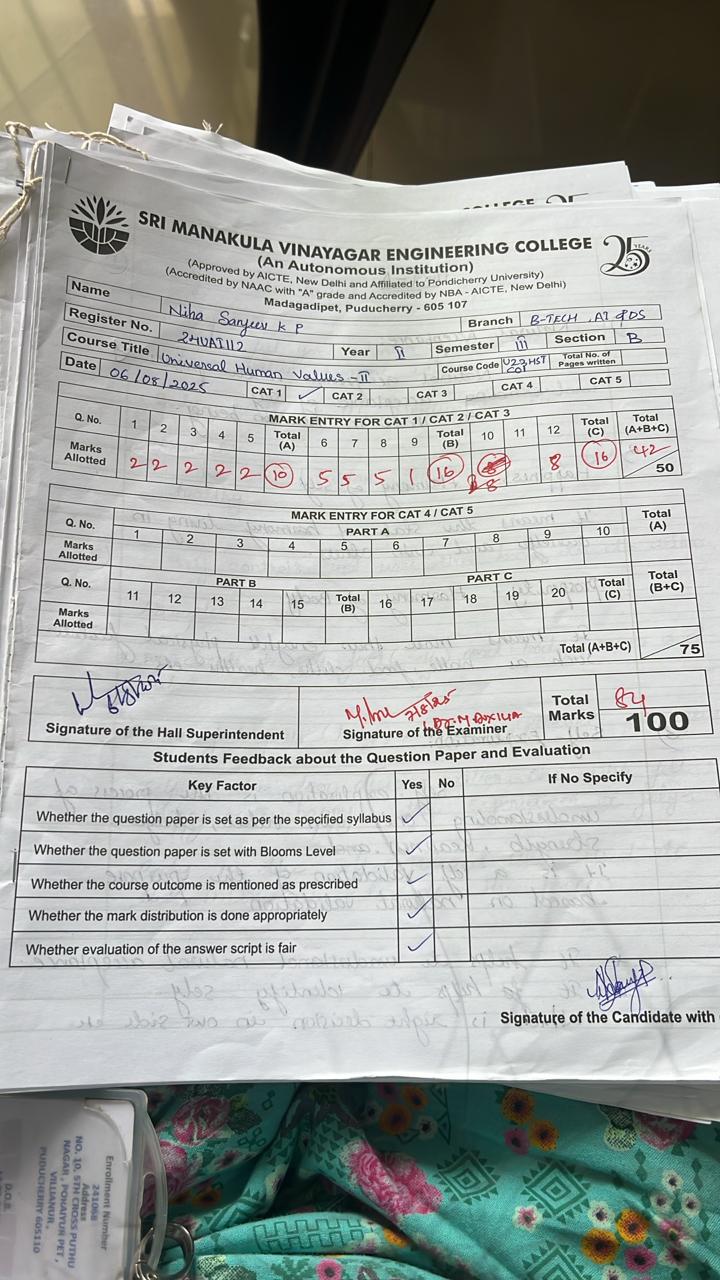 SRI MANAKULA VINAYAGAR ENGINEERING COLLEGE
25 YEARS
(An Autonomous Institution)
(Approved by AICTE, New Delhi and Affiliated to Pondicherry University)
(Accredited by NAAC with "A" grade and Accredited by NBA - AICTE, New Delhi)
Madagadipet, Puducherry - 605 107
Name Niha Sanjeev K P Branch B-TECH, AI & DS
Register No. 24UAI112 Year II Semester III Section B
Course Title Universal Human Values -II Course Code U23HST C01 Total No. of Pages written
Date 06/08/2025 CAT 1 ✓ CAT 2 CAT 3 CAT 4 CAT 5
MARK ENTRY FOR CAT 1 / CAT 2 / CAT 3
Q. No. 1 2 3 4 5 Total (A) 6 7 8 9 Total (B) 10 11 12 Total (C) Total (A+B+C)
Marks Allotted 2 2 2 2 2 10 5 5 5 1 16 8 8 16 42 / 50
MARK ENTRY FOR CAT 4 / CAT 5
PART A
Q. No. 1 2 3 4 5 6 7 8 9 10 Total (A)
Marks Allotted
PART B PART C
Q. No. 11 12 13 14 15 Total (B) 16 17 18 19 20 Total (C) Total (B+C)
Marks Allotted
Total (A+B+C) 75
6/8/2025
7/8/25
Signature of the Hall Superintendent Signature of the Examiner Total Marks 84 / 100
Students Feedback about the Question Paper and Evaluation
Key Factor Yes No If No Specify
Whether the question paper is set as per the specified syllabus ✓
Whether the question paper is set with Blooms Level ✓
Whether the course outcome is mentioned as prescribed ✓
Whether the mark distribution is done appropriately ✓
Whether evaluation of the answer script is fair ✓
Signature of the Candidate with
Enrollment Number
241068
Address
NO. 10, 5TH CROSS PUTHU
NAGAR, POKAIYUR PET,
VILLIANUR,
PUDUCHERRY 605110
D.O.B.